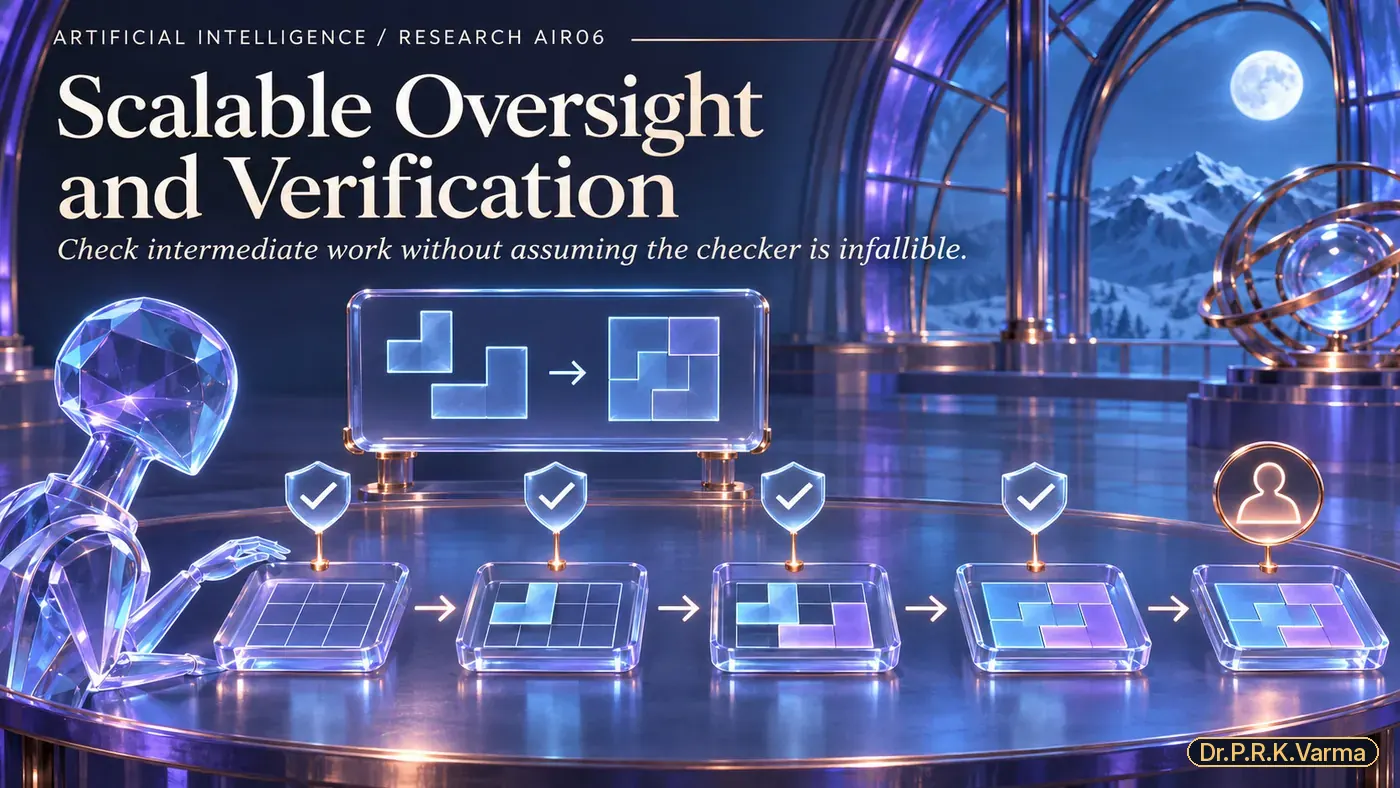 ARTIFICIAL INTELLIGENCE / RESEARCH AIR06
Scalable Oversight
and Verification
Check intermediate work without assuming the checker is infallible.
Dr.P.R.K.Varma